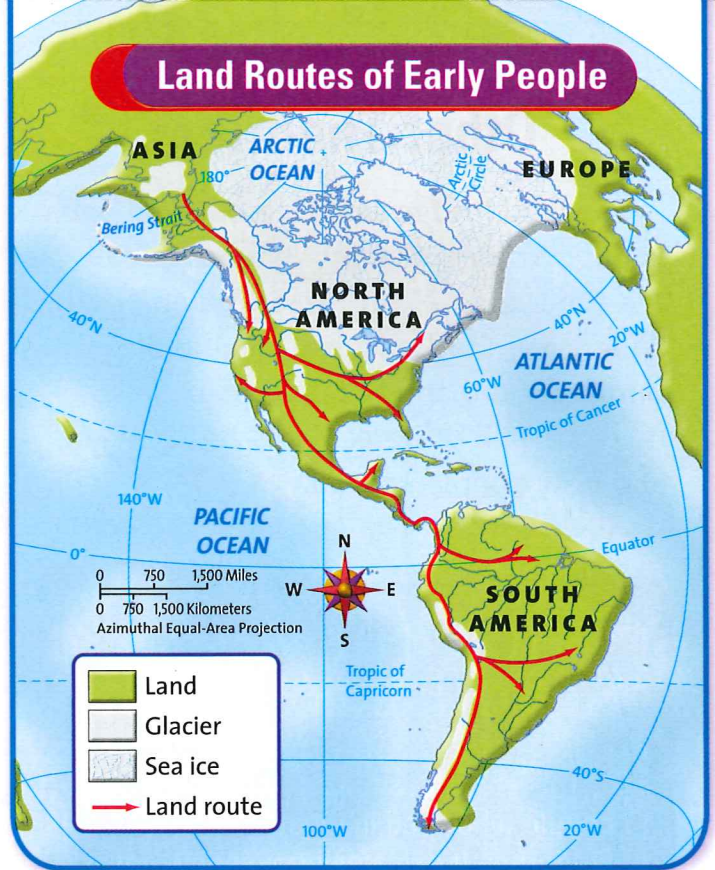 Land Routes of Early People
ASIA
ARCTIC
OCEAN
180°
Arctic
Circle
EUROPE
Bering Strait
NORTH
AMERICA
40°N
40°N
20°W
ATLANTIC
OCEAN
60°W
Tropic of Cancer
140°W
PACIFIC
OCEAN
0°
Equator
N
W
E
S
0 750 1,500 Miles
0 750 1,500 Kilometers
Azimuthal Equal-Area Projection
SOUTH
AMERICA
Tropic of
Capricorn
Land
Glacier
Sea ice
Land route
40°S
100°W
20°W